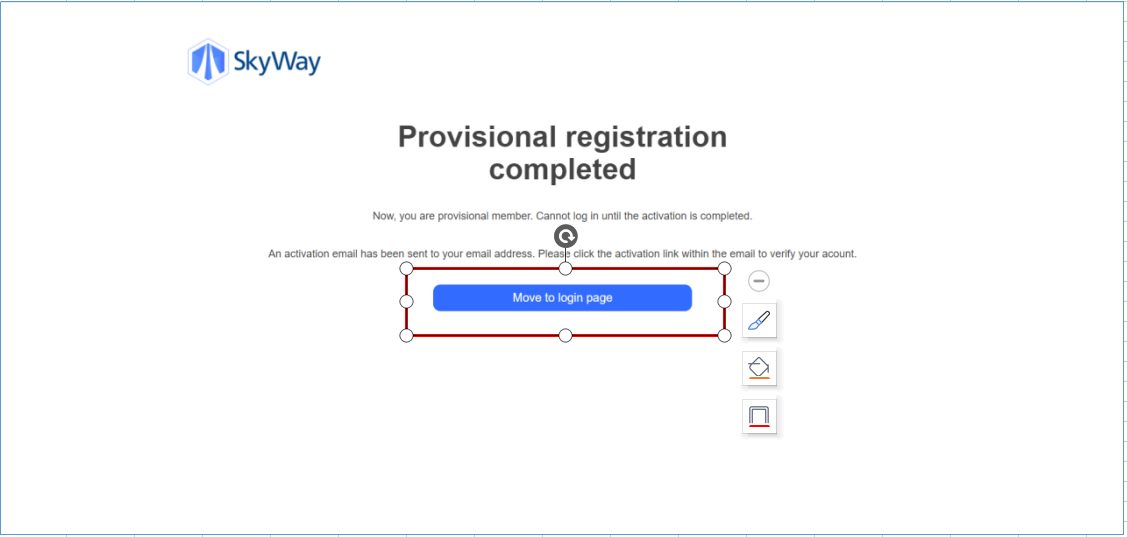 SkyWay
Provisional registration
completed
Now, you are provisional member. Cannot log in until the activation is completed.
An activation email has been sent to your email address. Please click the activation link within the email to verify your acount.
Move to login page